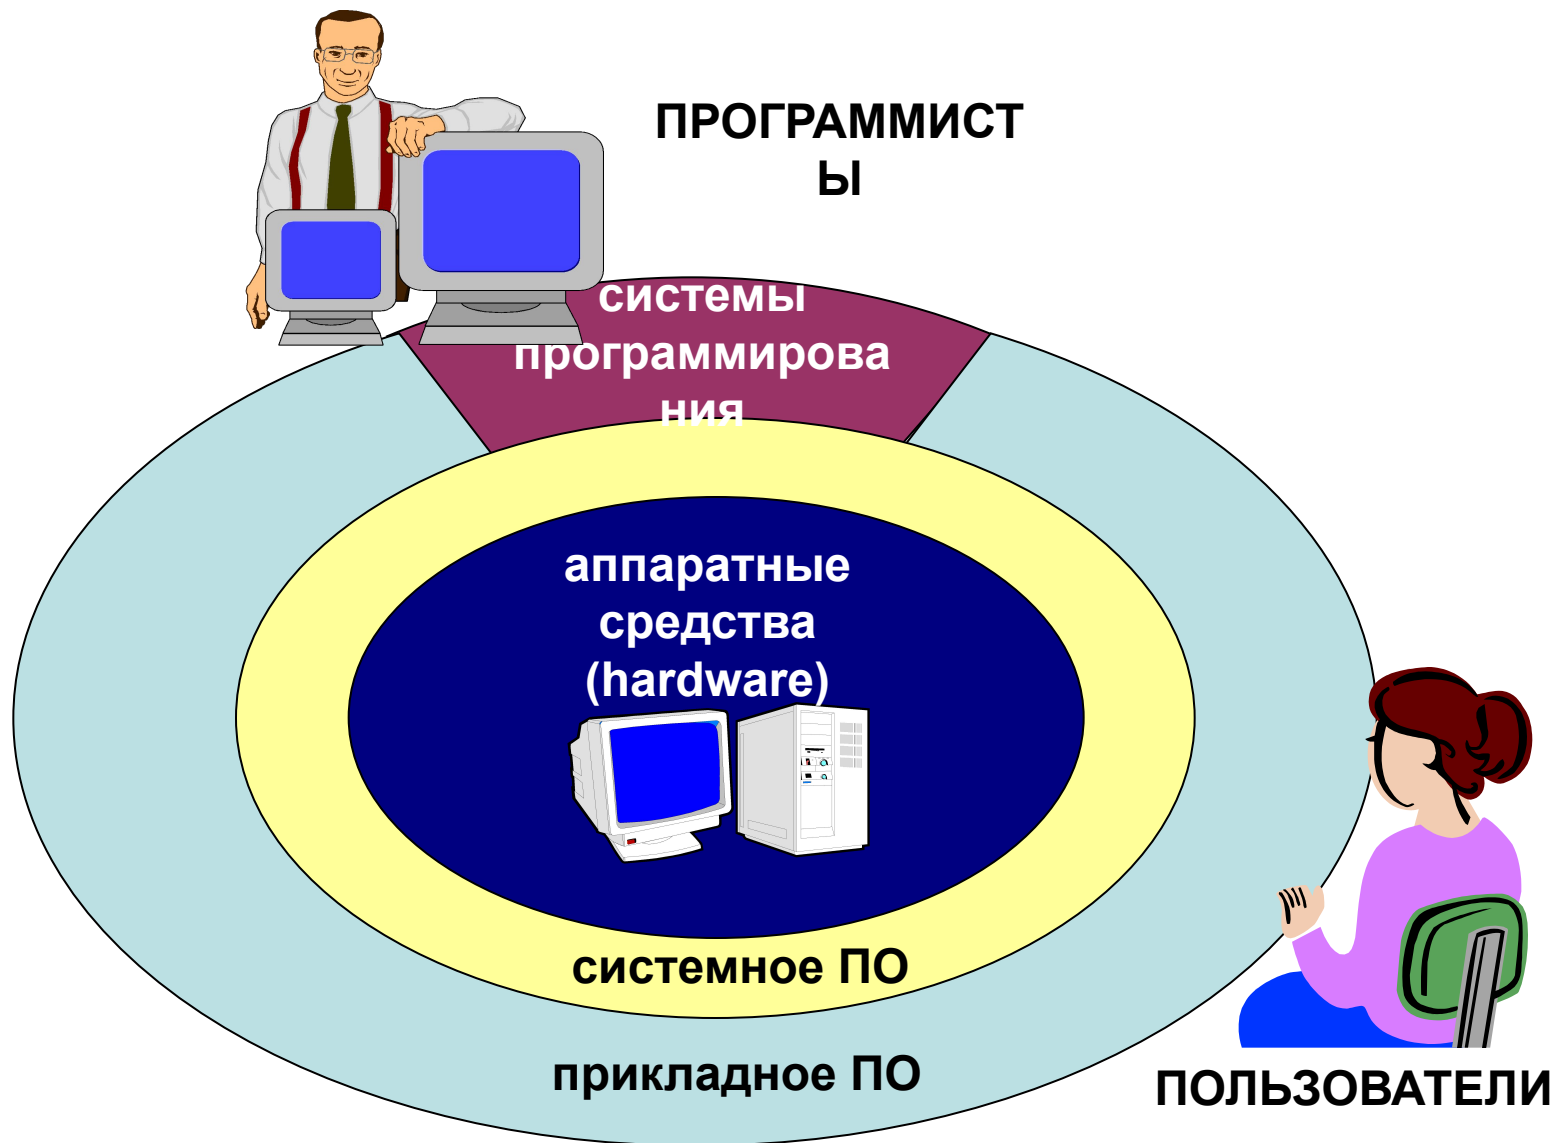 ПРОГРАММИСТ
Ы
системы
программирова
ния
аппаратные
средства
(hardware)
системное ПО
прикладное ПО
ПОЛЬЗОВАТЕЛИ